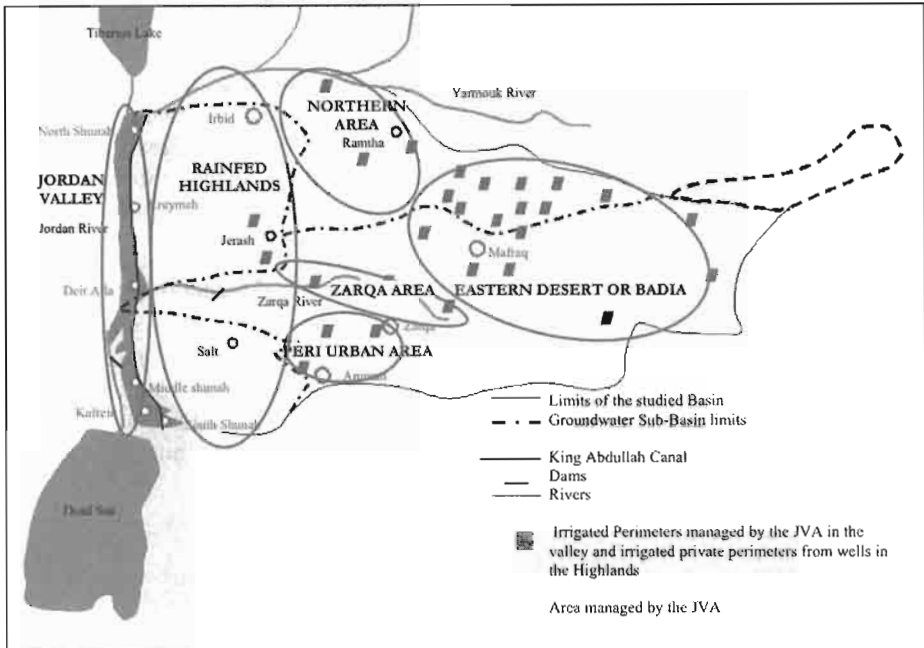 Tiberias Lake
Yarmouk River
NORTHERN
AREA
Ramtha
Irbid
North Shunah
RAINFED
HIGHLANDS
JORDAN
VALLEY
Kreymeh
Jordan River
Jerash
Mafraq
Deir Alla
Zarqa River
ZARQA AREA
EASTERN DESERT OR BADIA
Zarqa
Salt
PERI URBAN AREA
Amman
Middle shunah
Kafrein
South Shunah
Dead Sea
Limits of the studied Basin
Groundwater Sub-Basin limits
King Abdullah Canal
Dams
Rivers
Irrigated Perimeters managed by the JVA in the
valley and irrigated private perimeters from wells in
the Highlands
Area managed by the JVA